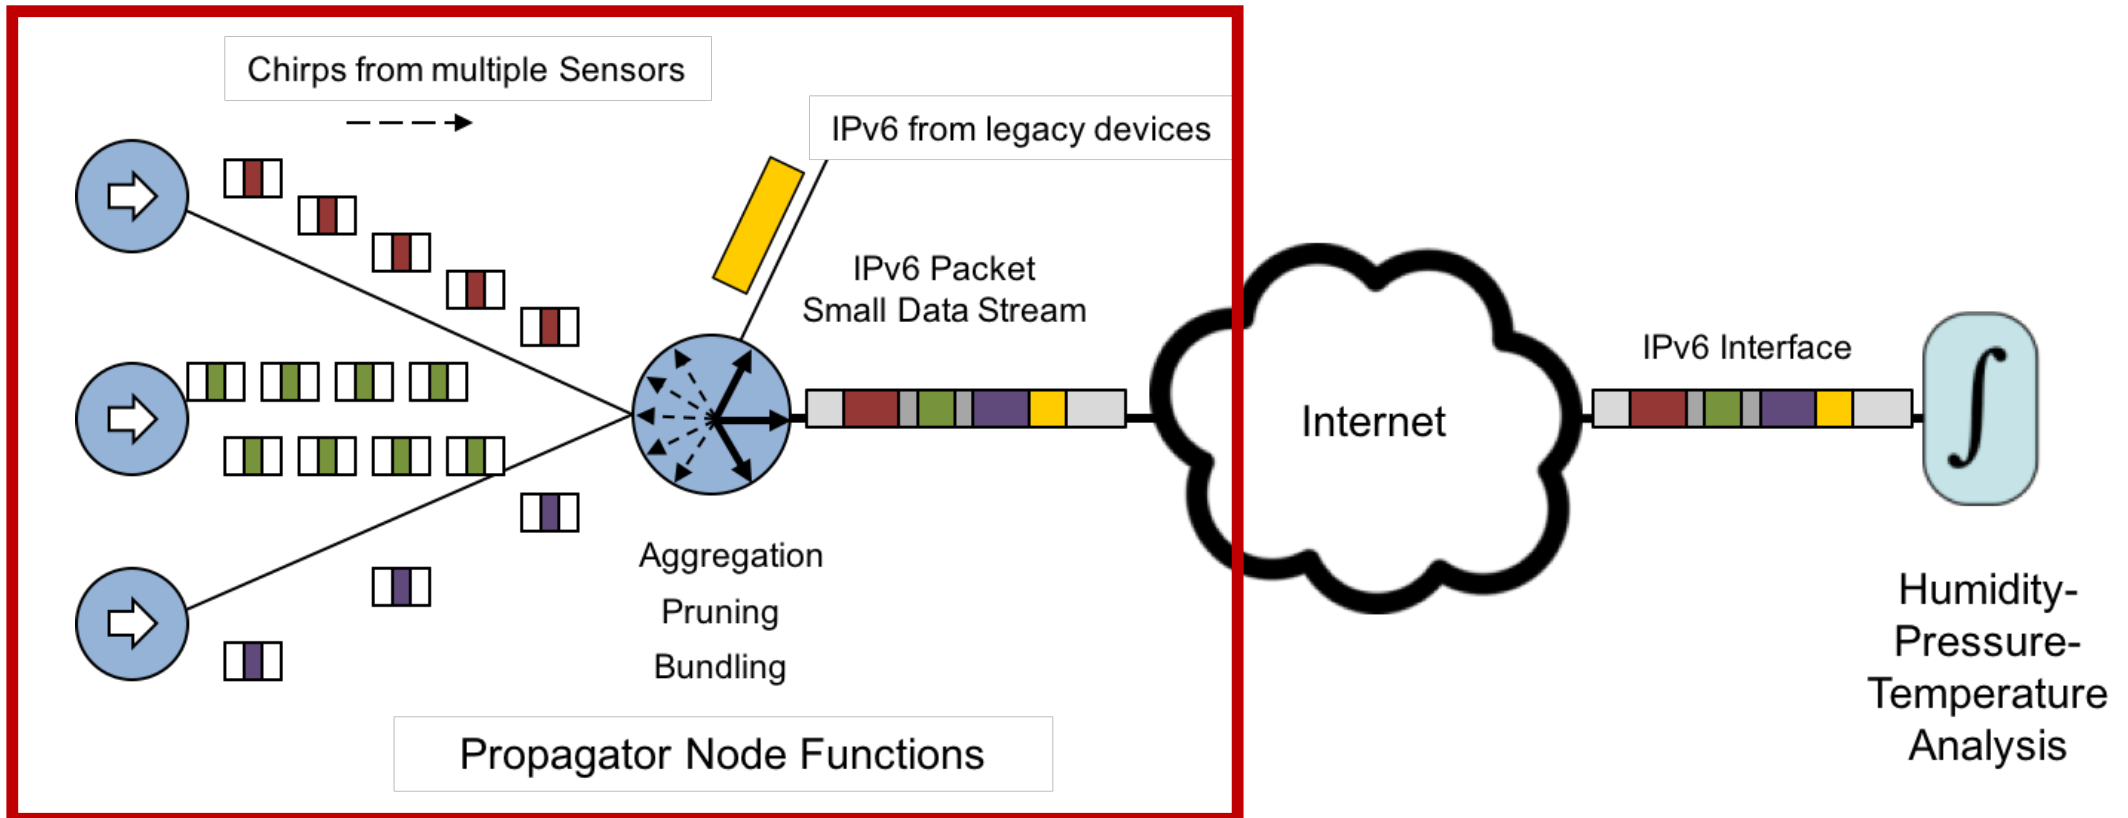 Chirps from multiple Sensors
IPv6 from legacy devices
IPv6 Packet
Small Data Stream
IPv6 Interface
Internet
Aggregation
Pruning
Bundling
Humidity-
Pressure-
Temperature
Analysis
Propagator Node Functions